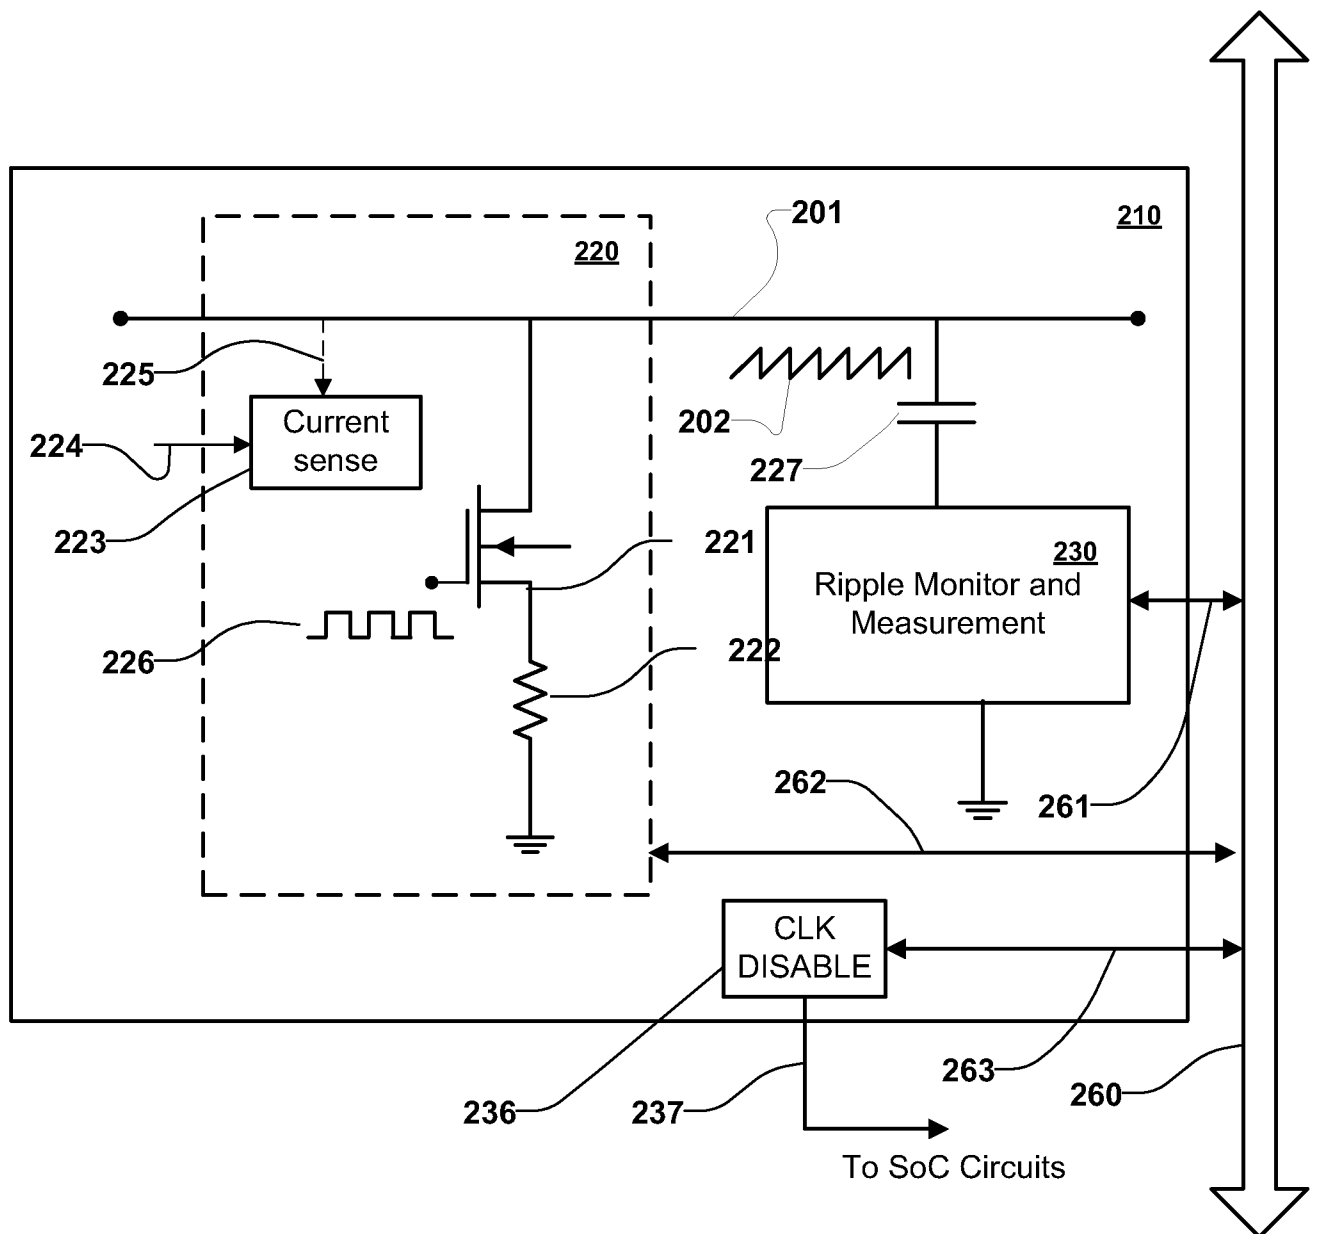 201
210
220
225
Current
sense
224
202
227
223
221
230
Ripple Monitor and
Measurement
226
222
262
261
CLK
DISABLE
263
260
236
237
To SoC Circuits